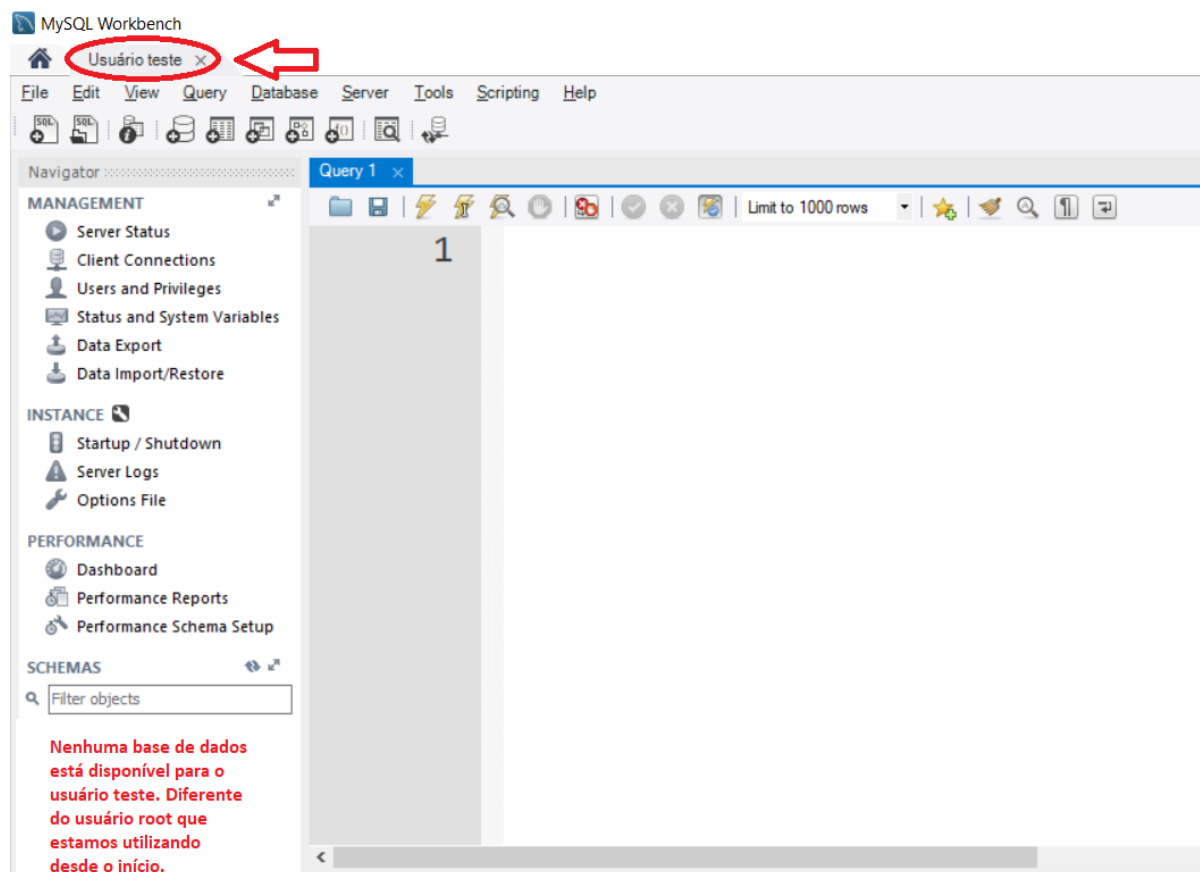 MySQL Workbench
Usuário teste
File Edit View Query Database Server Tools Scripting Help
SQL SQL
Navigator
Query 1
MANAGEMENT
Limit to 1000 rows
Server Status
1
Client Connections
Users and Privileges
Status and System Variables
Data Export
Data Import/Restore
INSTANCE
Startup / Shutdown
Server Logs
Options File
PERFORMANCE
Dashboard
Performance Reports
Performance Schema Setup
SCHEMAS
Filter objects
Nenhuma base de dados
está disponível para o
usuário teste. Diferente
do usuário root que
estamos utilizando
desde o início.